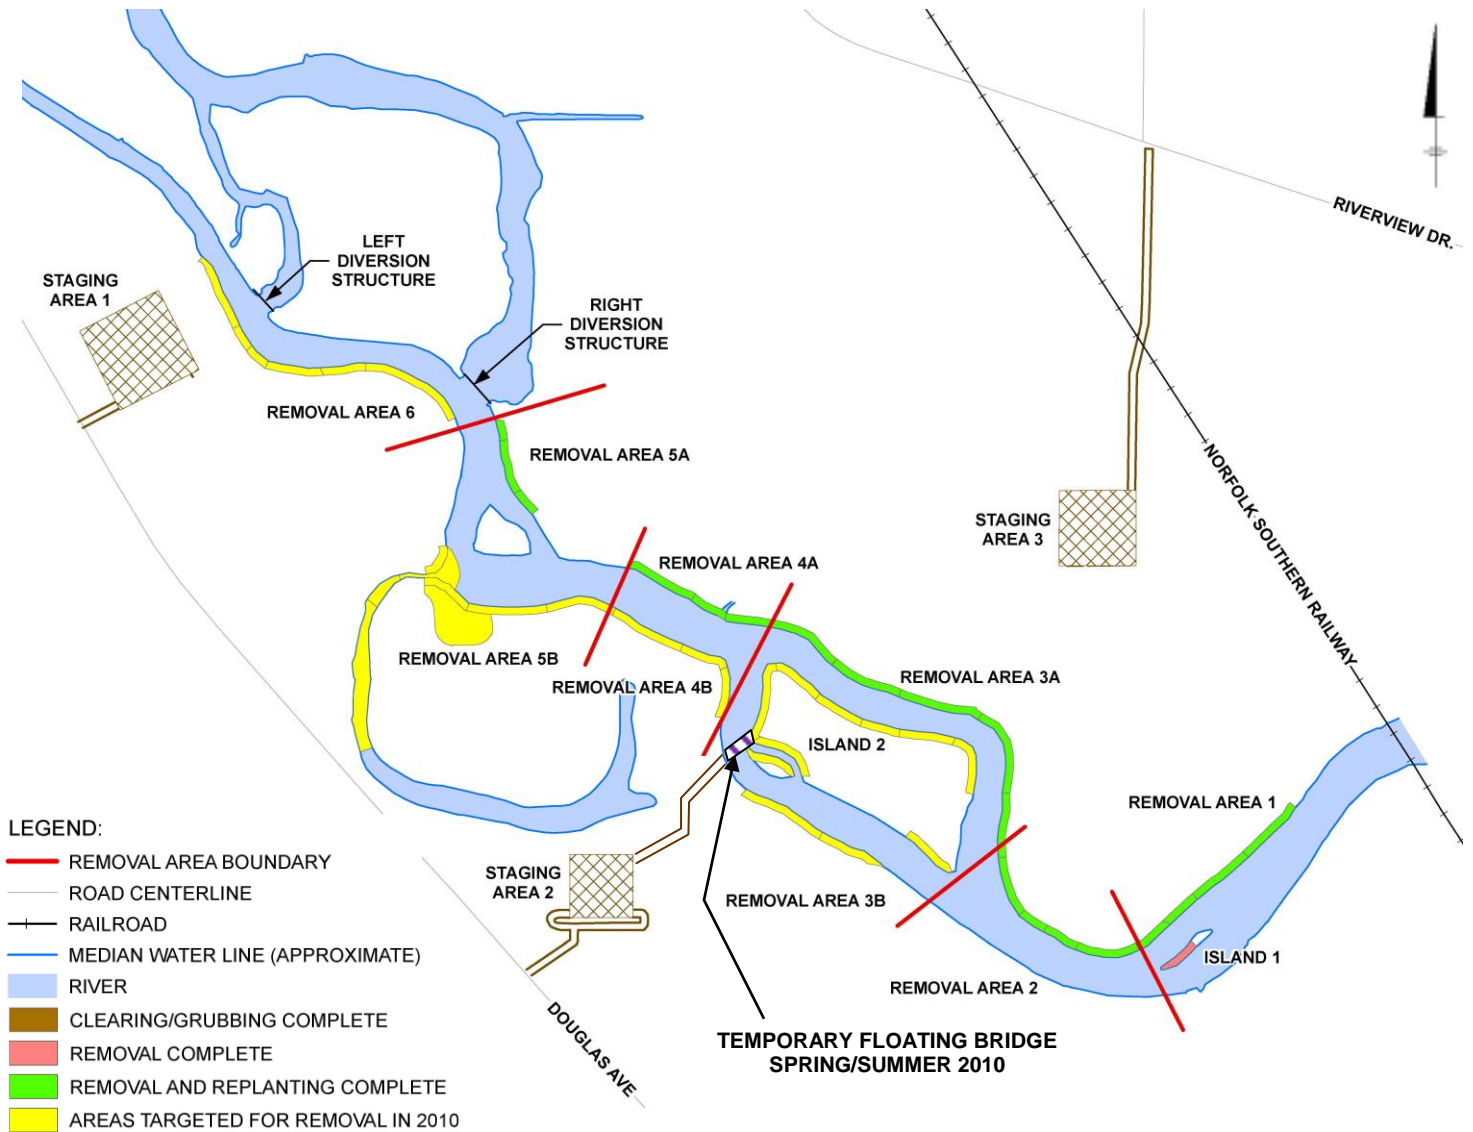 RIVERVIEW DR.
LEFT
DIVERSION
STRUCTURE
STAGING
AREA 1
RIGHT
DIVERSION
STRUCTURE
REMOVAL AREA 6
REMOVAL AREA 5A
NORFOLK SOUTHERN RAILWAY
STAGING
AREA 3
REMOVAL AREA 4A
REMOVAL AREA 5B
REMOVAL AREA 4B
REMOVAL AREA 3A
ISLAND 2
REMOVAL AREA 1
STAGING
AREA 2
REMOVAL AREA 3B
ISLAND 1
REMOVAL AREA 2
DOUGLAS AVE
TEMPORARY FLOATING BRIDGE
SPRING/SUMMER 2010
LEGEND:
REMOVAL AREA BOUNDARY
ROAD CENTERLINE
RAILROAD
MEDIAN WATER LINE (APPROXIMATE)
RIVER
CLEARING/GRUBBING COMPLETE
REMOVAL COMPLETE
REMOVAL AND REPLANTING COMPLETE
AREAS TARGETED FOR REMOVAL IN 2010